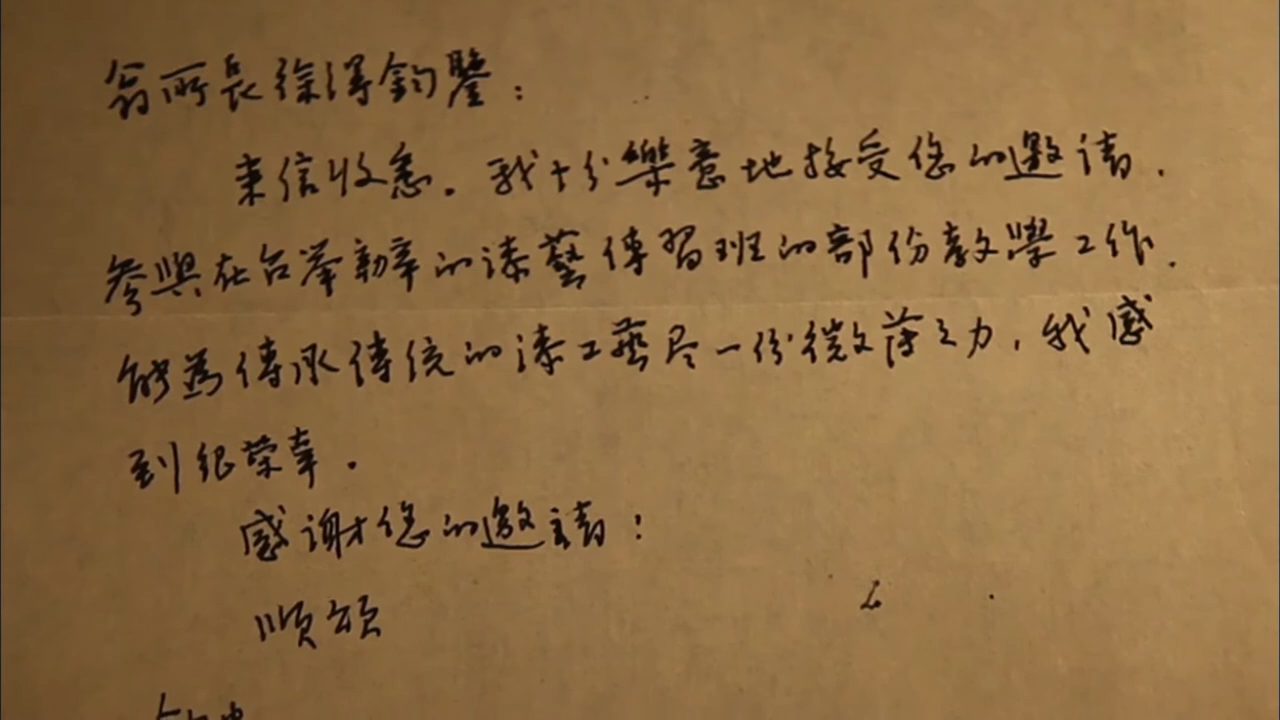 翁所長徐得鈞鑒:
來信收悉。我十分樂意地接受您的邀請,
參與在台舉辦的漆藝傳習班的部份教學工作,
能為傳承傳統的漆工藝尽一份微薄之力,我感
到很荣幸.
感谢您的邀請!
順頌